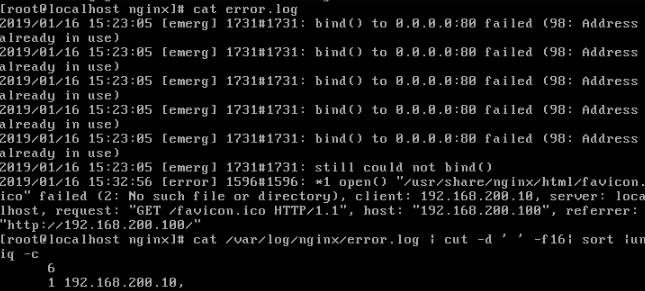 [root@localhost nginx]# cat error.log
2019/01/16 15:23:05 [emerg] 1731#1731: bind() to 0.0.0.0:80 failed (98: Address
already in use)
2019/01/16 15:23:05 [emerg] 1731#1731: bind() to 0.0.0.0:80 failed (98: Address
already in use)
2019/01/16 15:23:05 [emerg] 1731#1731: bind() to 0.0.0.0:80 failed (98: Address
already in use)
2019/01/16 15:23:05 [emerg] 1731#1731: bind() to 0.0.0.0:80 failed (98: Address
already in use)
2019/01/16 15:23:05 [emerg] 1731#1731: bind() to 0.0.0.0:80 failed (98: Address
already in use)
2019/01/16 15:23:05 [emerg] 1731#1731: still could not bind()
2019/01/16 15:32:56 [error] 1596#1596: *1 open() "/usr/share/nginx/html/favicon.
ico" failed (2: No such file or directory), client: 192.168.200.10, server: loca
lhost, request: "GET /favicon.ico HTTP/1.1", host: "192.168.200.100", referrer:
"http://192.168.200.100/"
[root@localhost nginx]# cat /var/log/nginx/error.log | cut -d ' ' -f16| sort |un
iq -c
6
1 192.168.200.10,